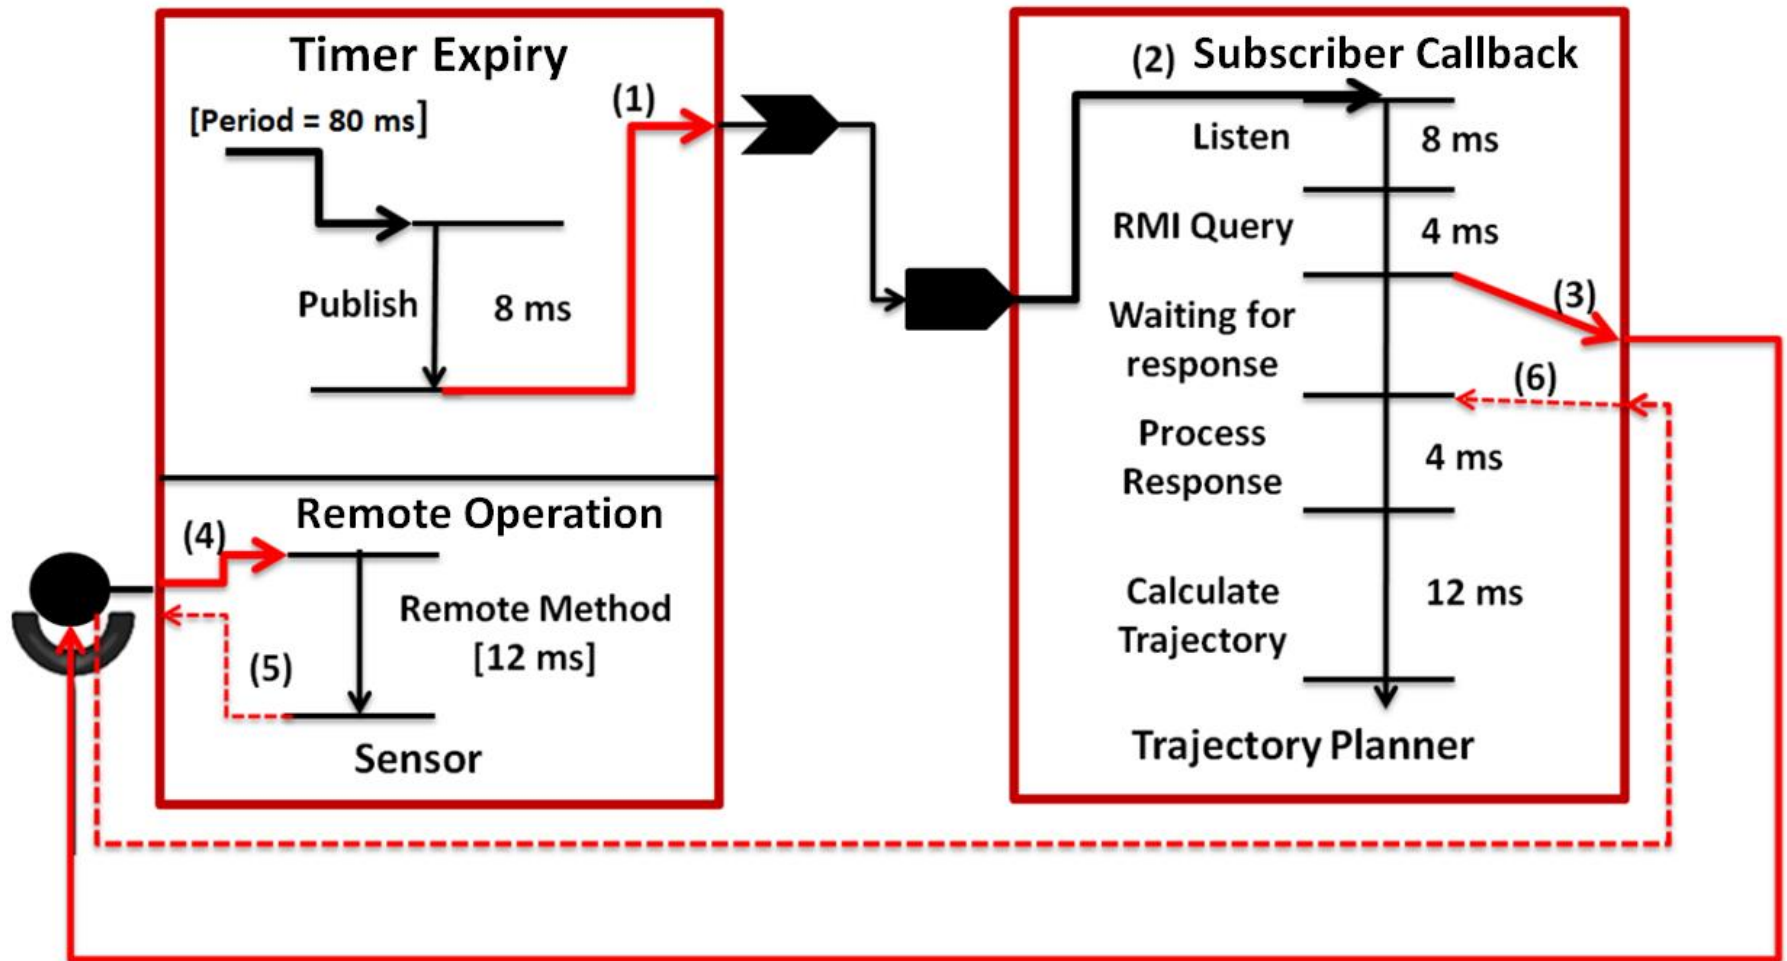 Timer Expiry
[Period = 80 ms]
(1)
Publish
8 ms
Remote Operation
(4)
Remote Method
[12 ms]
(5)
Sensor
(2) Subscriber Callback
Listen
8 ms
RMI Query
4 ms
(3)
Waiting for
response
(6)
Process
Response
4 ms
Calculate
Trajectory
12 ms
Trajectory Planner